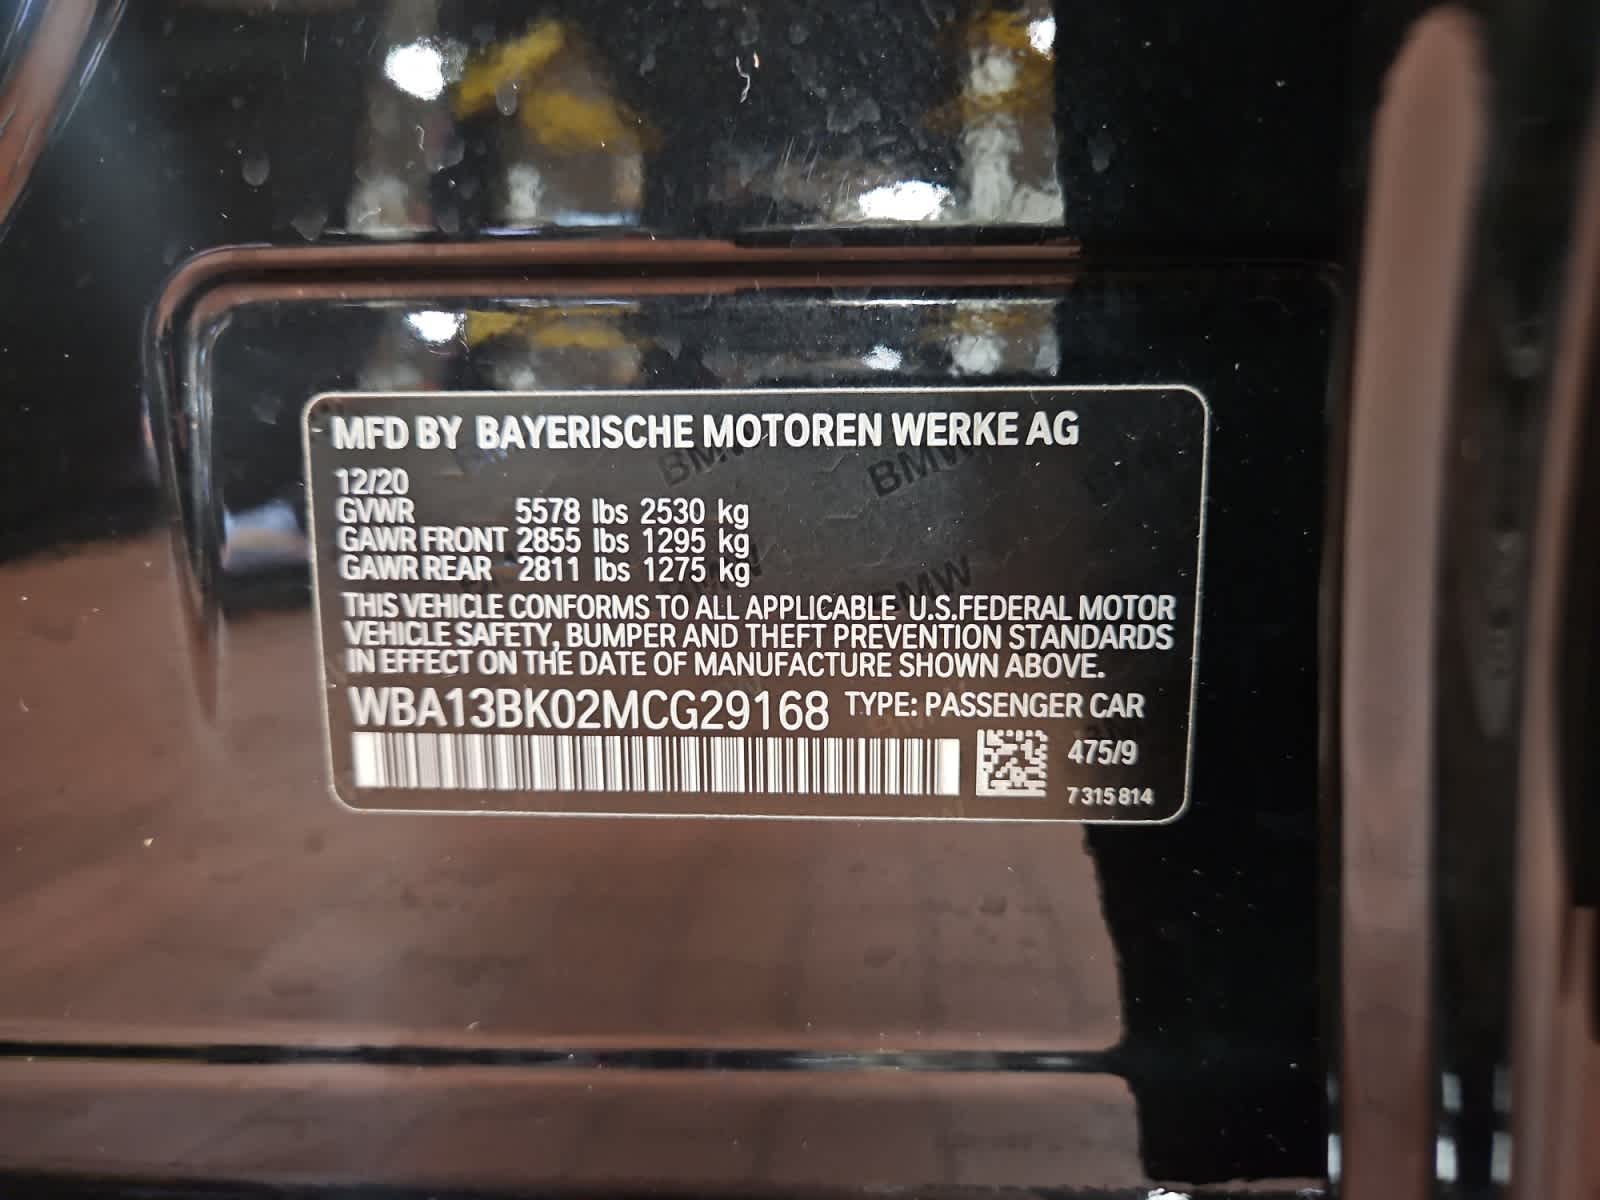 MFD BY BAYERISCHE MOTOREN WERKE AG
12/20
GVWR 5578 lbs 2530 kg
GAWR FRONT 2855 lbs 1295 kg
GAWR REAR 2811 lbs 1275 kg
THIS VEHICLE CONFORMS TO ALL APPLICABLE U.S.FEDERAL MOTOR
VEHICLE SAFETY, BUMPER AND THEFT PREVENTION STANDARDS
IN EFFECT ON THE DATE OF MANUFACTURE SHOWN ABOVE.
WBA13BK02MCG29168 TYPE: PASSENGER CAR
475/9
7 315 814
BMW
BMW
BMW